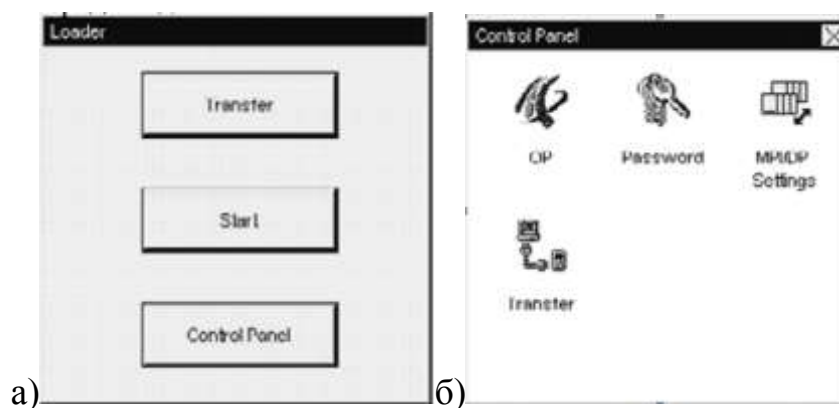 Loader
Transfer
Start
Control Panel
а)
Control Panel
OP
Password
MPI/DP
Settings
Transfer
б)